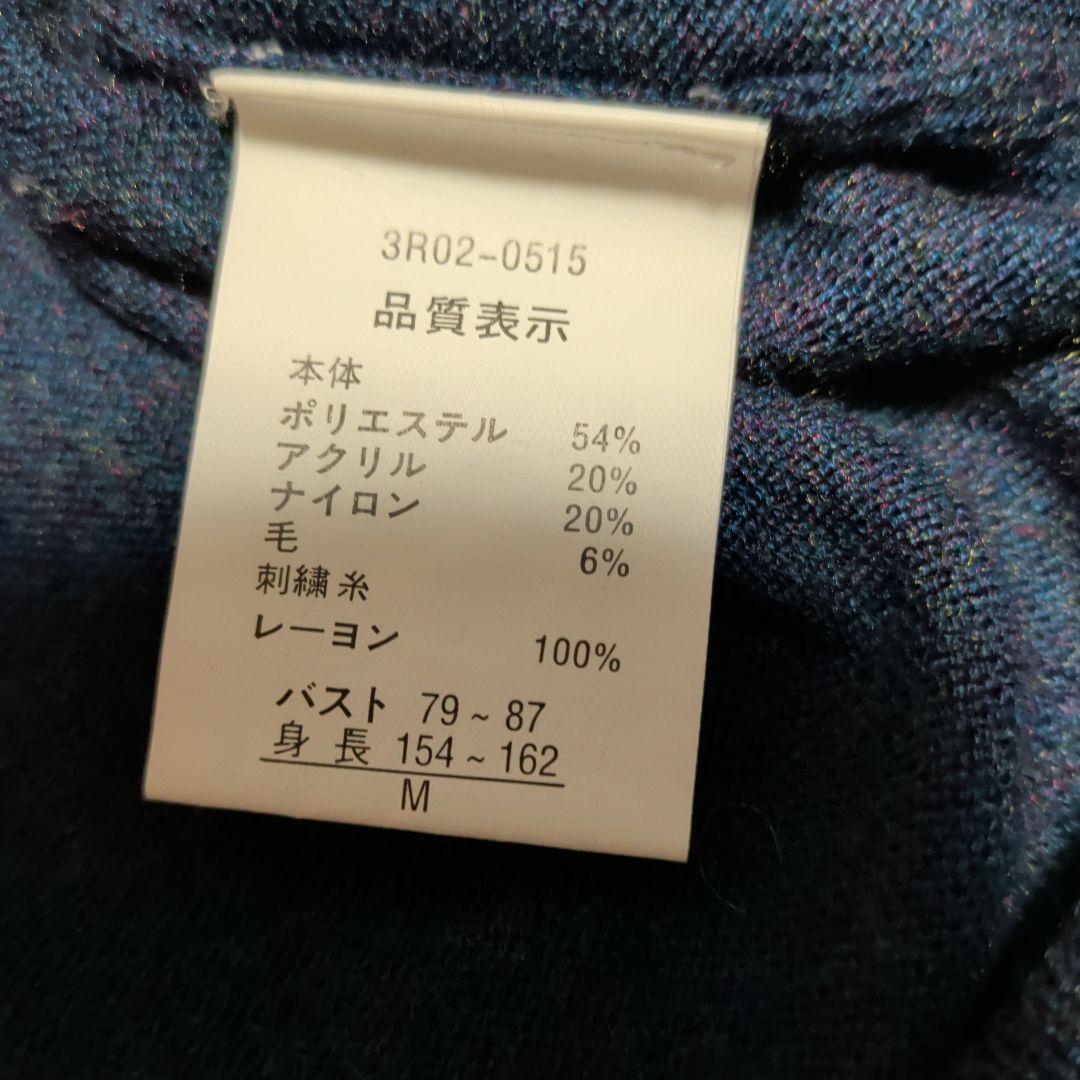 3R02-0515
品質表示
本体
ポリエステル 54%
アクリル 20%
ナイロン 20%
毛 6%
刺繍糸
レーヨン 100%
バスト 79~87
身長 154~162
M